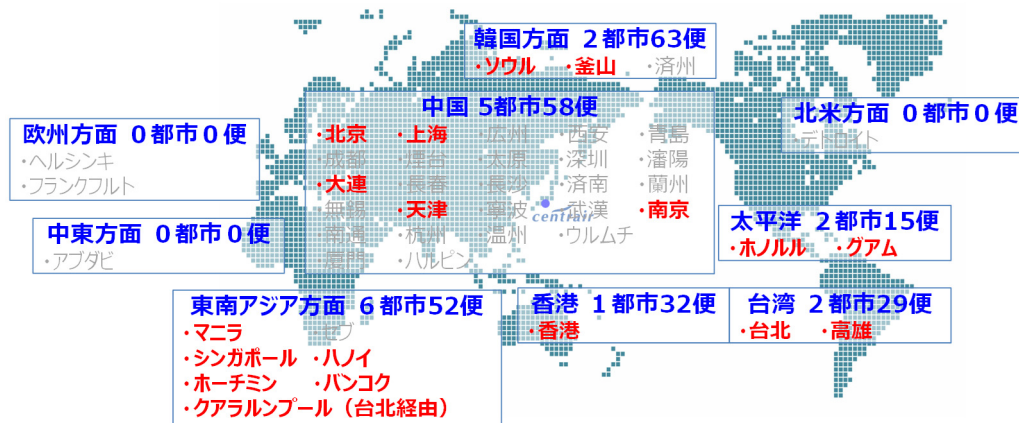 韓国方面 2都市63便
・ソウル ・釜山 ・済州
中国 5都市58便
・北京 ・上海 ・広州 ・西安 ・青島
・成都 ・煙台 ・太原 ・深圳 ・瀋陽
・大連 ・長春 ・長沙 ・済南 ・蘭州
・無錫 ・天津 ・寧波 ・武漢 ・南京
・南通 ・杭州 ・温州 ・ウルムチ
・厦門 ・ハルビン
centrair
北米方面 0都市0便
・デトロイト
欧州方面 0都市0便
・ヘルシンキ
・フランクフルト
中東方面 0都市0便
・アブダビ
太平洋 2都市15便
・ホノルル ・グアム
東南アジア方面 6都市52便
・マニラ ・セブ
・シンガポール ・ハノイ
・ホーチミン ・バンコク
・クアラルンプール（台北経由）
香港 1都市32便
・香港
台湾 2都市29便
・台北 ・高雄